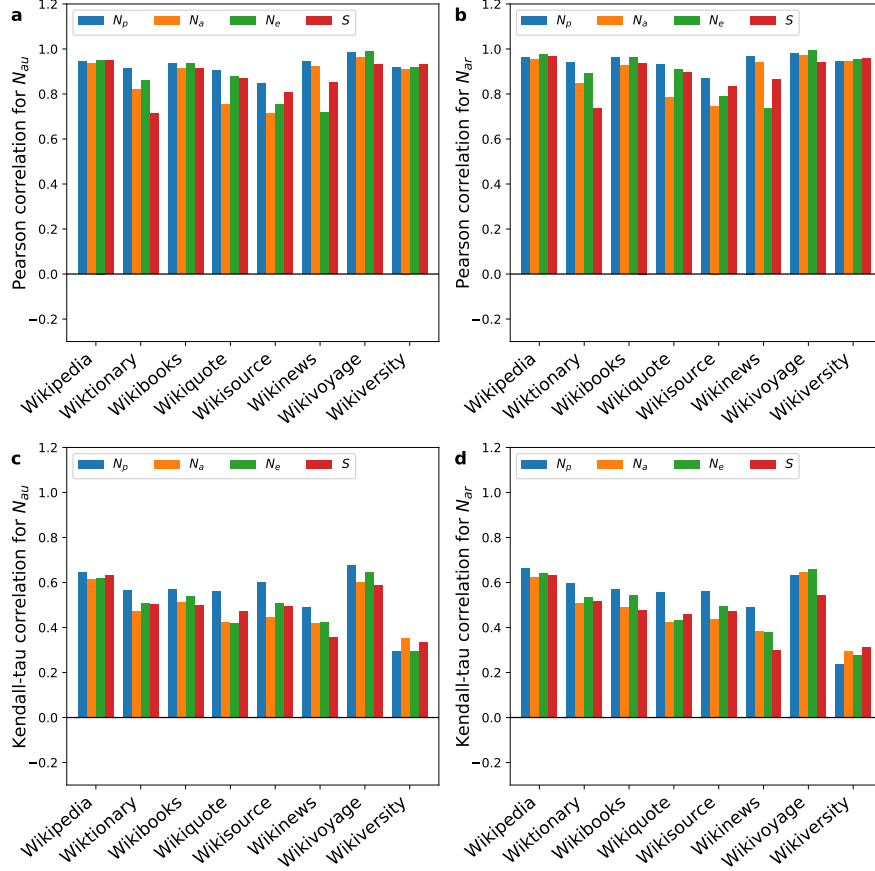 a
N_p N_a N_e S
Pearson correlation for N_au
1.2
1.0
0.8
0.6
0.4
0.2
0.0
−0.2
Wikipedia
Wiktionary
Wikibooks
Wikiquote
Wikisource
Wikinews
Wikivoyage
Wikiversity
b
N_p N_a N_e S
Pearson correlation for N_ar
1.2
1.0
0.8
0.6
0.4
0.2
0.0
−0.2
Wikipedia
Wiktionary
Wikibooks
Wikiquote
Wikisource
Wikinews
Wikivoyage
Wikiversity
c
N_p N_a N_e S
Kendall-tau correlation for N_au
1.2
1.0
0.8
0.6
0.4
0.2
0.0
−0.2
Wikipedia
Wiktionary
Wikibooks
Wikiquote
Wikisource
Wikinews
Wikivoyage
Wikiversity
d
N_p N_a N_e S
Kendall-tau correlation for N_ar
1.2
1.0
0.8
0.6
0.4
0.2
0.0
−0.2
Wikipedia
Wiktionary
Wikibooks
Wikiquote
Wikisource
Wikinews
Wikivoyage
Wikiversity